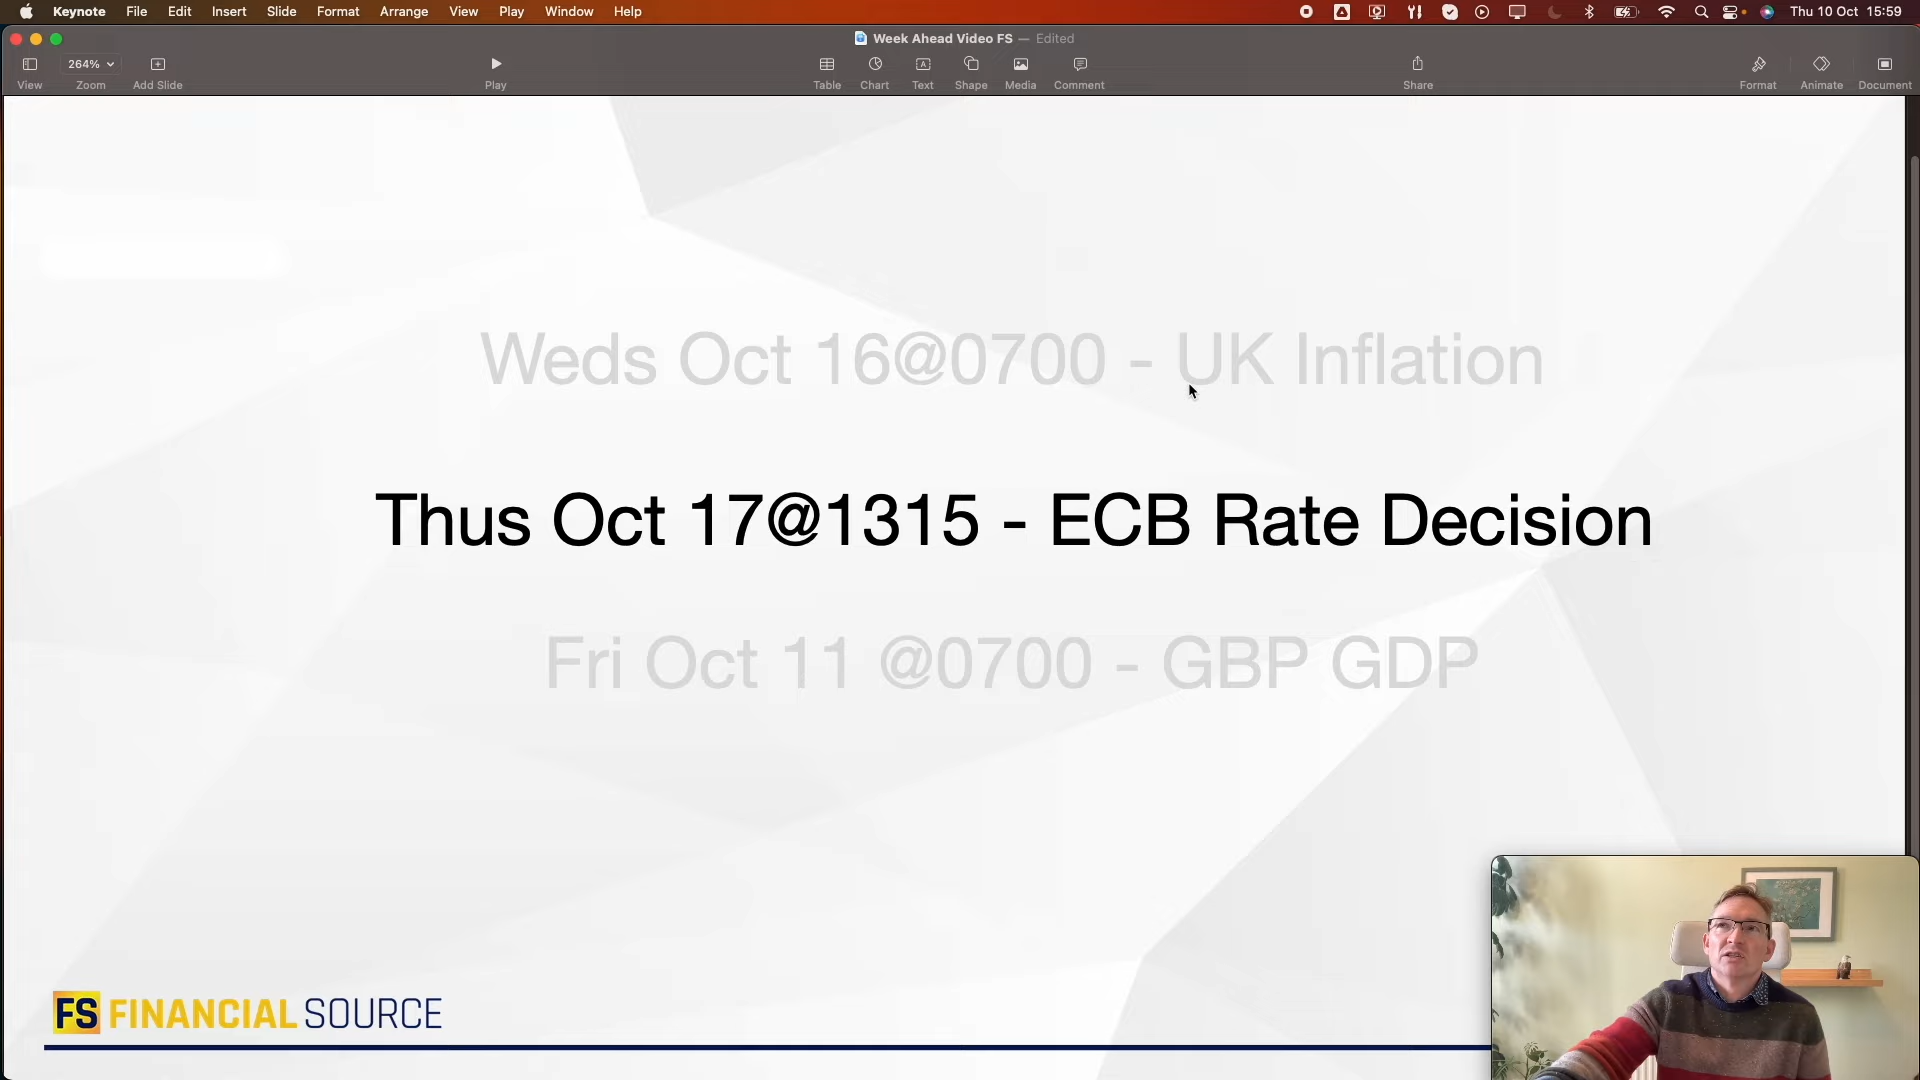 Keynote File Edit Insert Slide Format Arrange View Play Window Help Thu 10 Oct 15:59
Week Ahead Video FS — Edited
264%
View Zoom Add Slide Play Table Chart Text Shape Media Comment Share Format Animate Document
Weds Oct 16@0700 - UK Inflation
Thus Oct 17@1315 - ECB Rate Decision
Fri Oct 11 @0700 - GBP GDP
FS FINANCIAL SOURCE